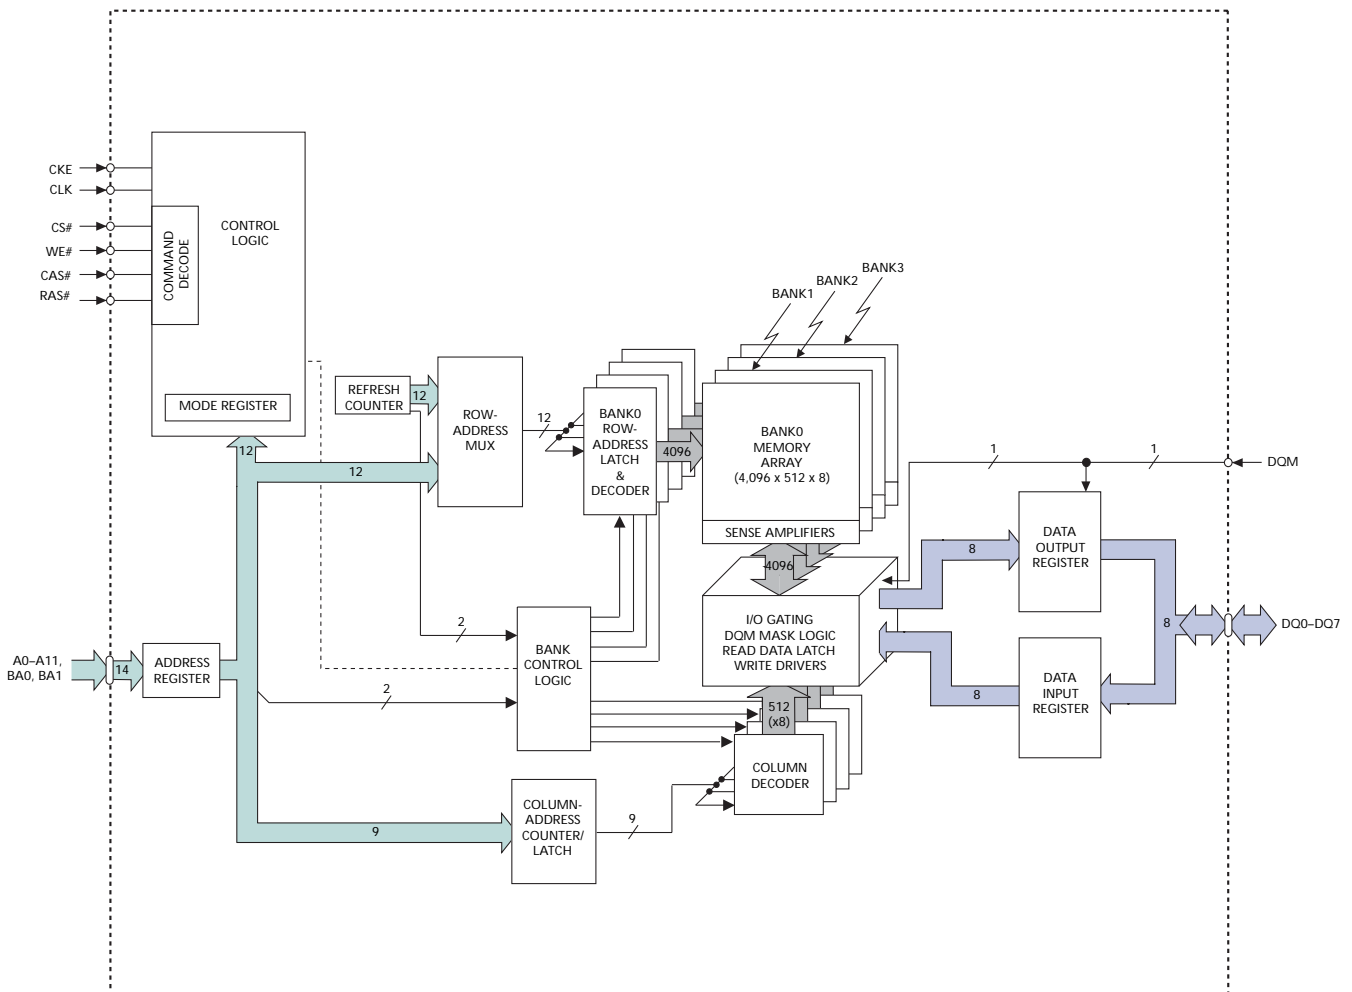 CKE
CLK
CS#
WE#
CAS#
RAS#
COMMAND
DECODE
CONTROL
LOGIC
MODE REGISTER
12
12
REFRESH
COUNTER
12
ROW-
ADDRESS
MUX
12
BANK0
ROW-
ADDRESS
LATCH
&
DECODER
4096
BANK1
BANK2
BANK3
BANK0
MEMORY
ARRAY
(4,096 x 512 x 8)
SENSE AMPLIFIERS
4096
I/O GATING
DQM MASK LOGIC
READ DATA LATCH
WRITE DRIVERS
512
(x8)
COLUMN
DECODER
1
1
DQM
DATA
OUTPUT
REGISTER
8
8
DQ0–DQ7
DATA
INPUT
REGISTER
8
A0–A11,
BA0, BA1
14
ADDRESS
REGISTER
2
2
BANK
CONTROL
LOGIC
9
COLUMN-
ADDRESS
COUNTER/
LATCH
9